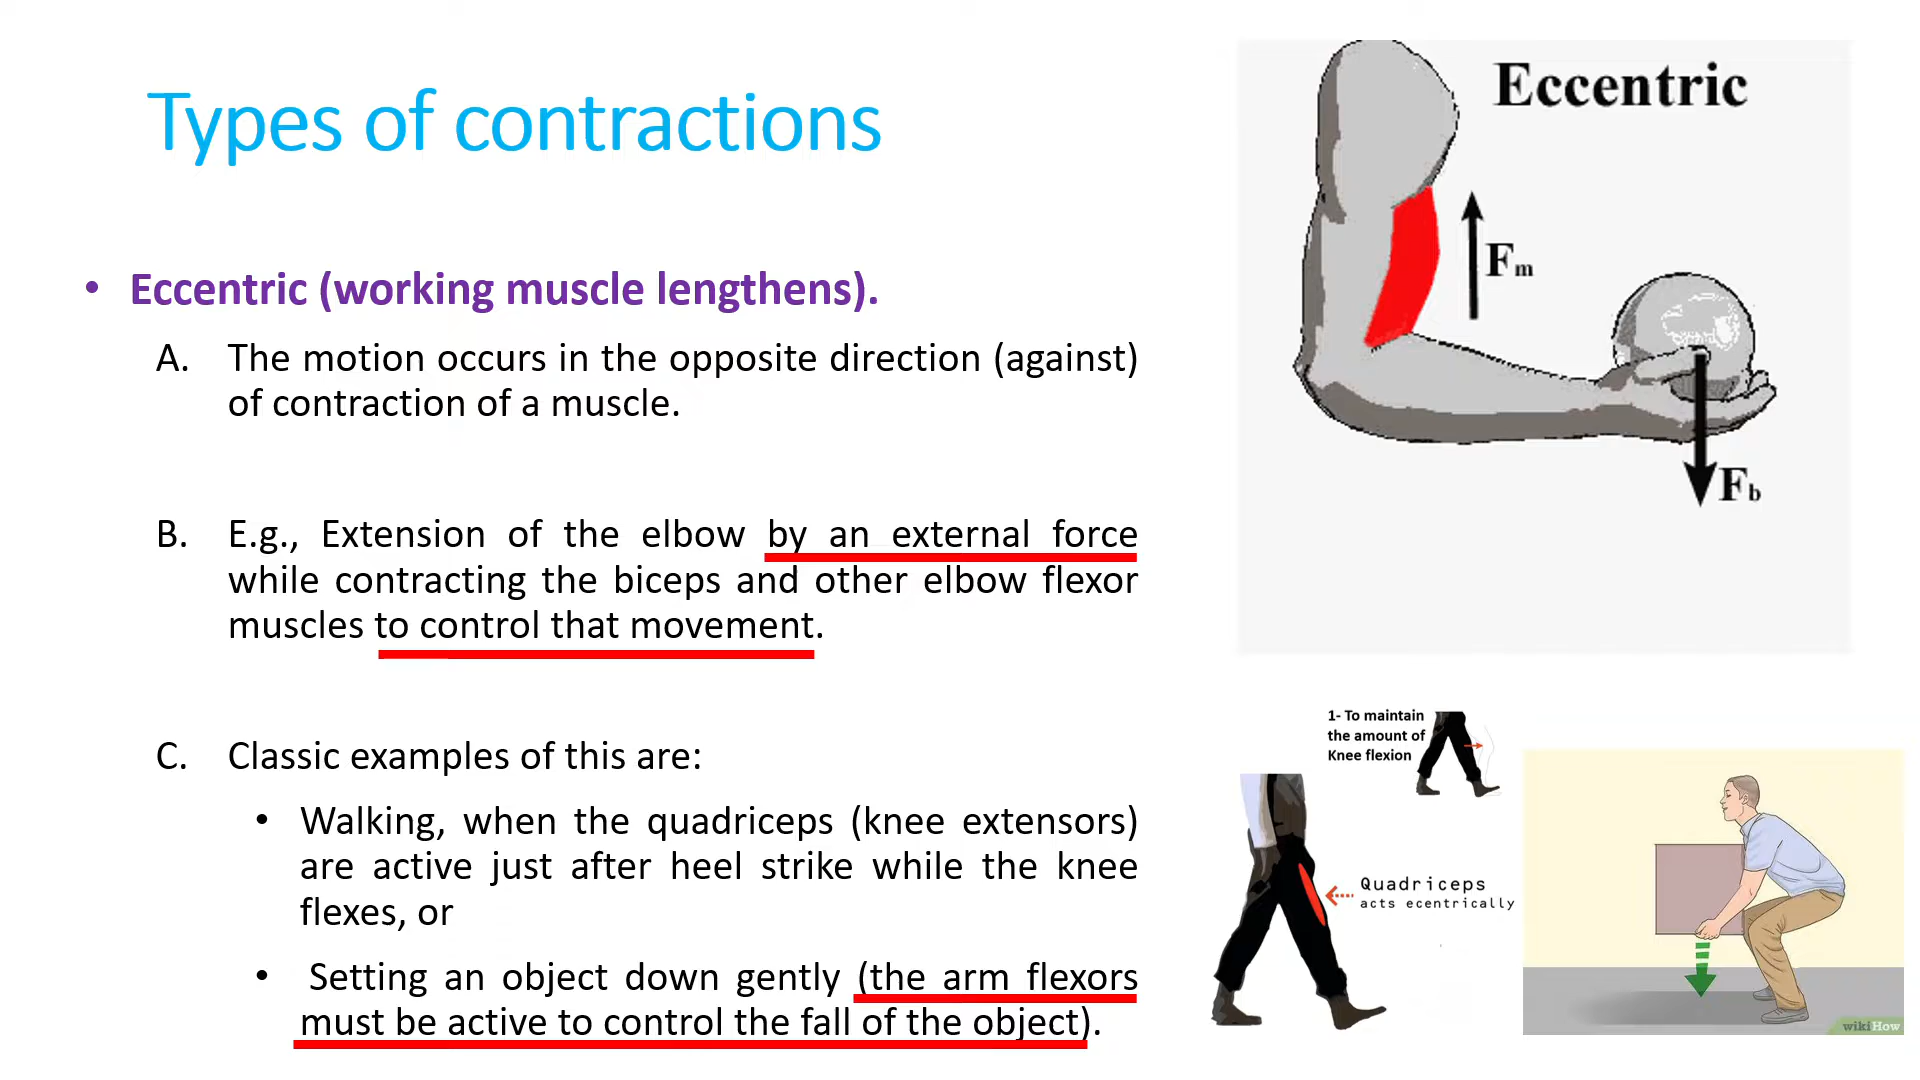 Types of contractions
• Eccentric (working muscle lengthens).
A. The motion occurs in the opposite direction (against)
of contraction of a muscle.
B. E.g., Extension of the elbow by an external force
while contracting the biceps and other elbow flexor
muscles to control that movement.
C. Classic examples of this are:
• Walking, when the quadriceps (knee extensors)
are active just after heel strike while the knee
flexes, or
• Setting an object down gently (the arm flexors
must be active to control the fall of the object).
Eccentric
Fm
Fb
1- To maintain
the amount of
Knee flexion
Quadriceps
acts ecentrically
wikiHow